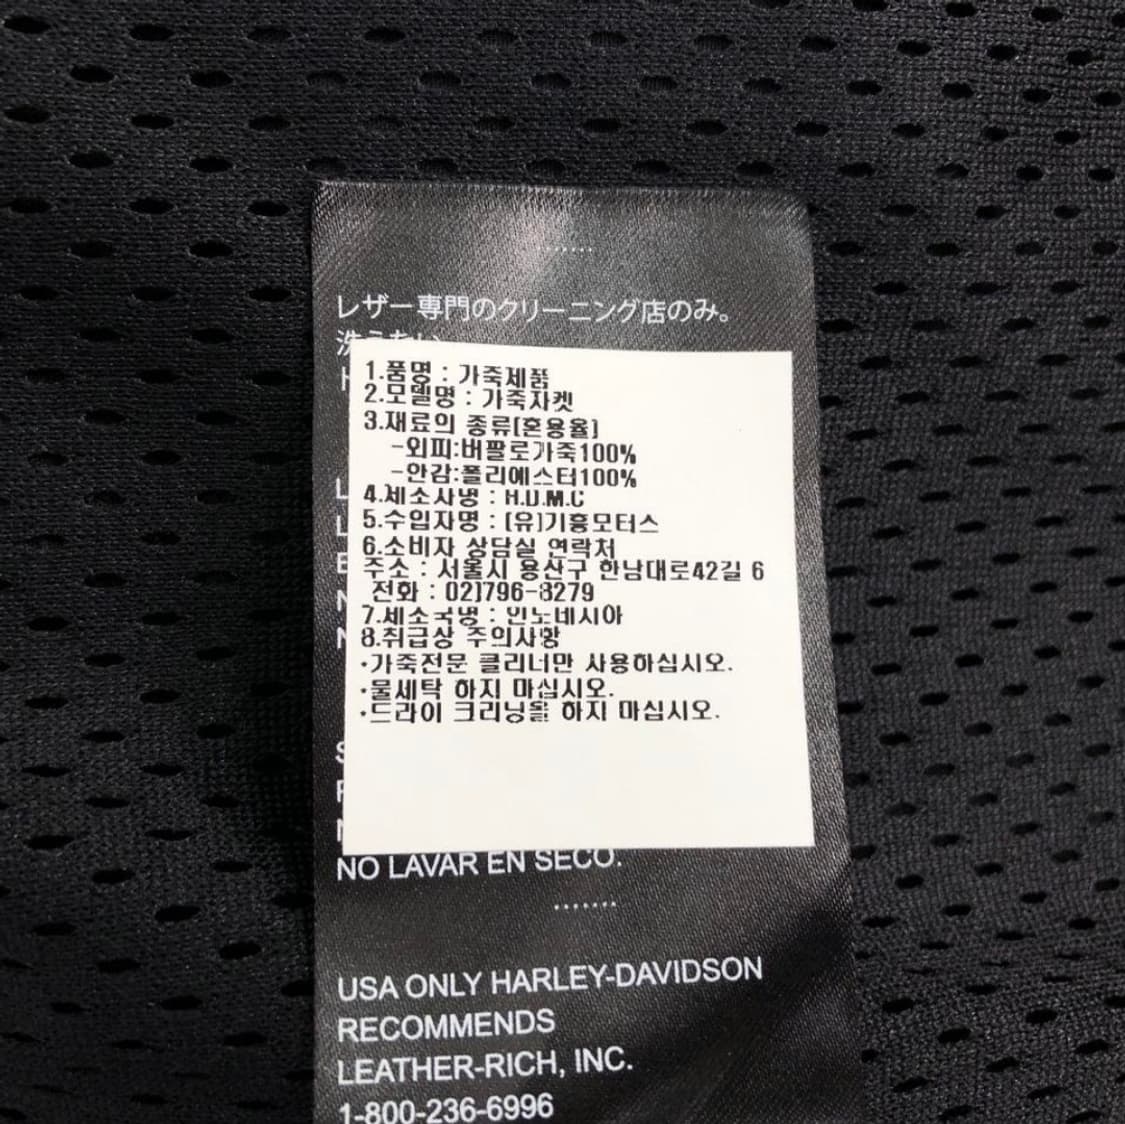 レザー専門のクリーニング店のみ。
洗えない
1.품명 : 가죽제품
2.모델명 : 가죽자켓
3.재료의 종류[혼용율]
-외피:버팔로가죽100%
-안감:폴리에스터100%
4.제조사명 : H.D.M.C
5.수입자명 : [유]기흥모터스
6.소비자 상담실 연락처
주소 : 서울시 용산구 한남대로42길 6
전화 : 02)796-8279
7.제조국명 : 인도네시아
8.취급상 주의사항
·가죽전문 클리너만 사용하십시오.
·물세탁 하지 마십시오.
·드라이 크리닝을 하지 마십시오.
NO LAVAR EN SECO.
USA ONLY HARLEY-DAVIDSON
RECOMMENDS
LEATHER-RICH, INC.
1-800-236-6996